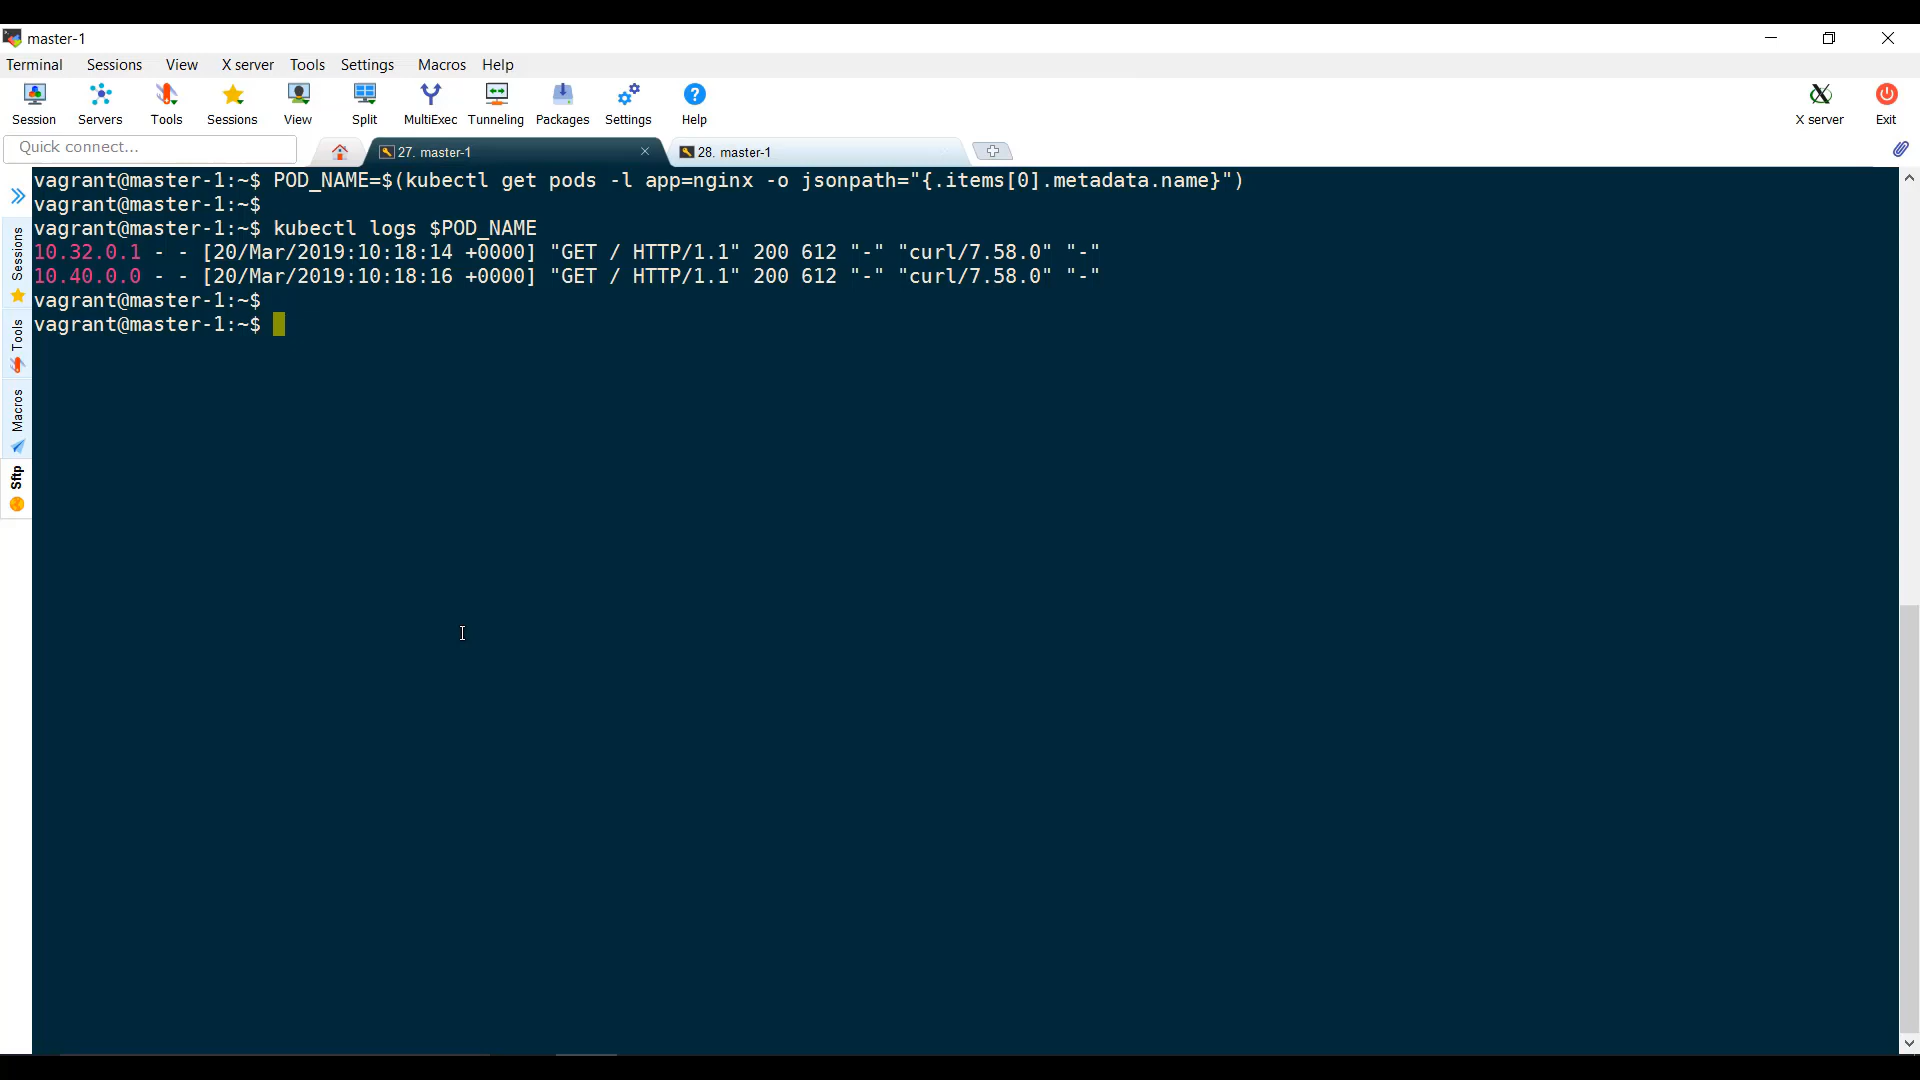 master-1
Terminal Sessions View X server Tools Settings Macros Help
Session Servers Tools Sessions View Split MultiExec Tunneling Packages Settings Help X server Exit
Quick connect...
27. master-1
28. master-1
Sessions
Tools
Macros
Sftp
vagrant@master-1:~$ POD_NAME=$(kubectl get pods -l app=nginx -o jsonpath="{.items[0].metadata.name}")
vagrant@master-1:~$
vagrant@master-1:~$ kubectl logs $POD_NAME
10.32.0.1 - - [20/Mar/2019:10:18:14 +0000] "GET / HTTP/1.1" 200 612 "-" "curl/7.58.0" "-"
10.40.0.0 - - [20/Mar/2019:10:18:16 +0000] "GET / HTTP/1.1" 200 612 "-" "curl/7.58.0" "-"
vagrant@master-1:~$
vagrant@master-1:~$